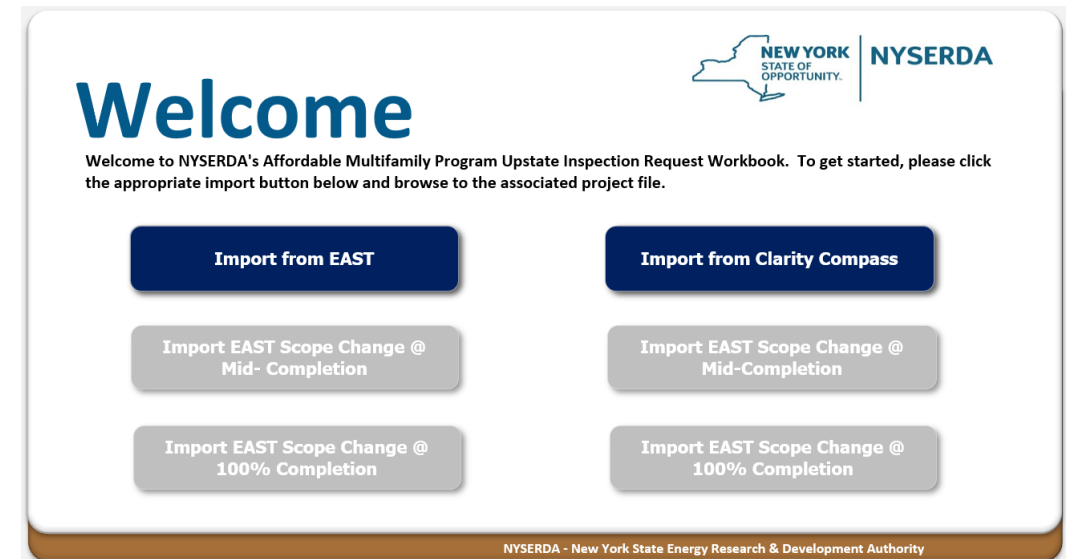 NEW YORK
STATE OF
OPPORTUNITY.
NYSERDA
Welcome
Welcome to NYSERDA's Affordable Multifamily Program Upstate Inspection Request Workbook.  To get started, please click
the appropriate import button below and browse to the associated project file.
Import from EAST
Import from Clarity Compass
Import EAST Scope Change @
Mid- Completion
Import EAST Scope Change @
Mid-Completion
Import EAST Scope Change @
100% Completion
Import EAST Scope Change @
100% Completion
NYSERDA - New York State Energy Research & Development Authority